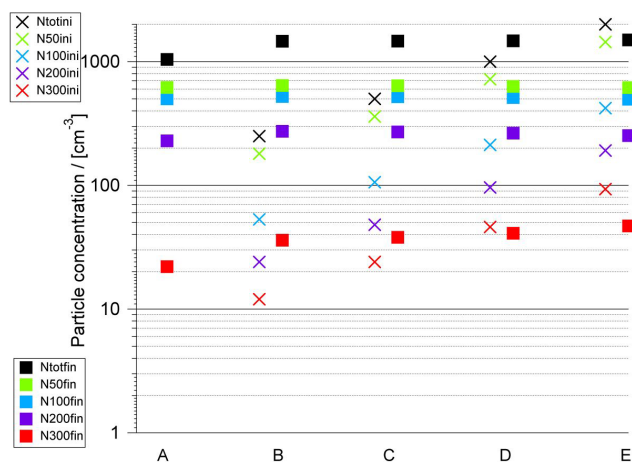 Ntotini
N50ini
N100ini
N200ini
N300ini
Particle concentration / [cm⁻³]
1000
100
10
1
Ntotfin
N50fin
N100fin
N200fin
N300fin
A B C D E